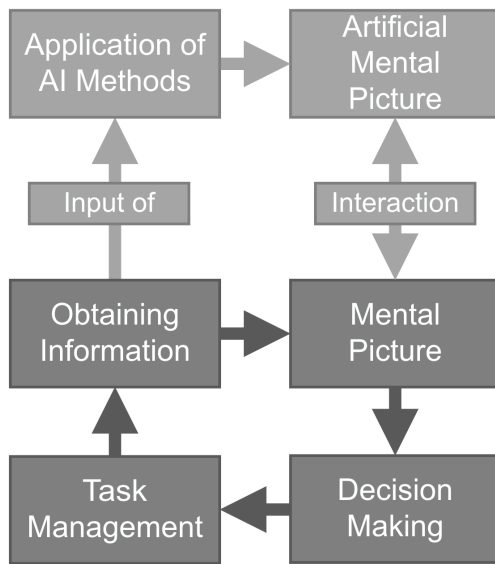 Application of
AI Methods
Artificial
Mental
Picture
Input of
Interaction
Obtaining
Information
Mental
Picture
Task
Management
Decision
Making